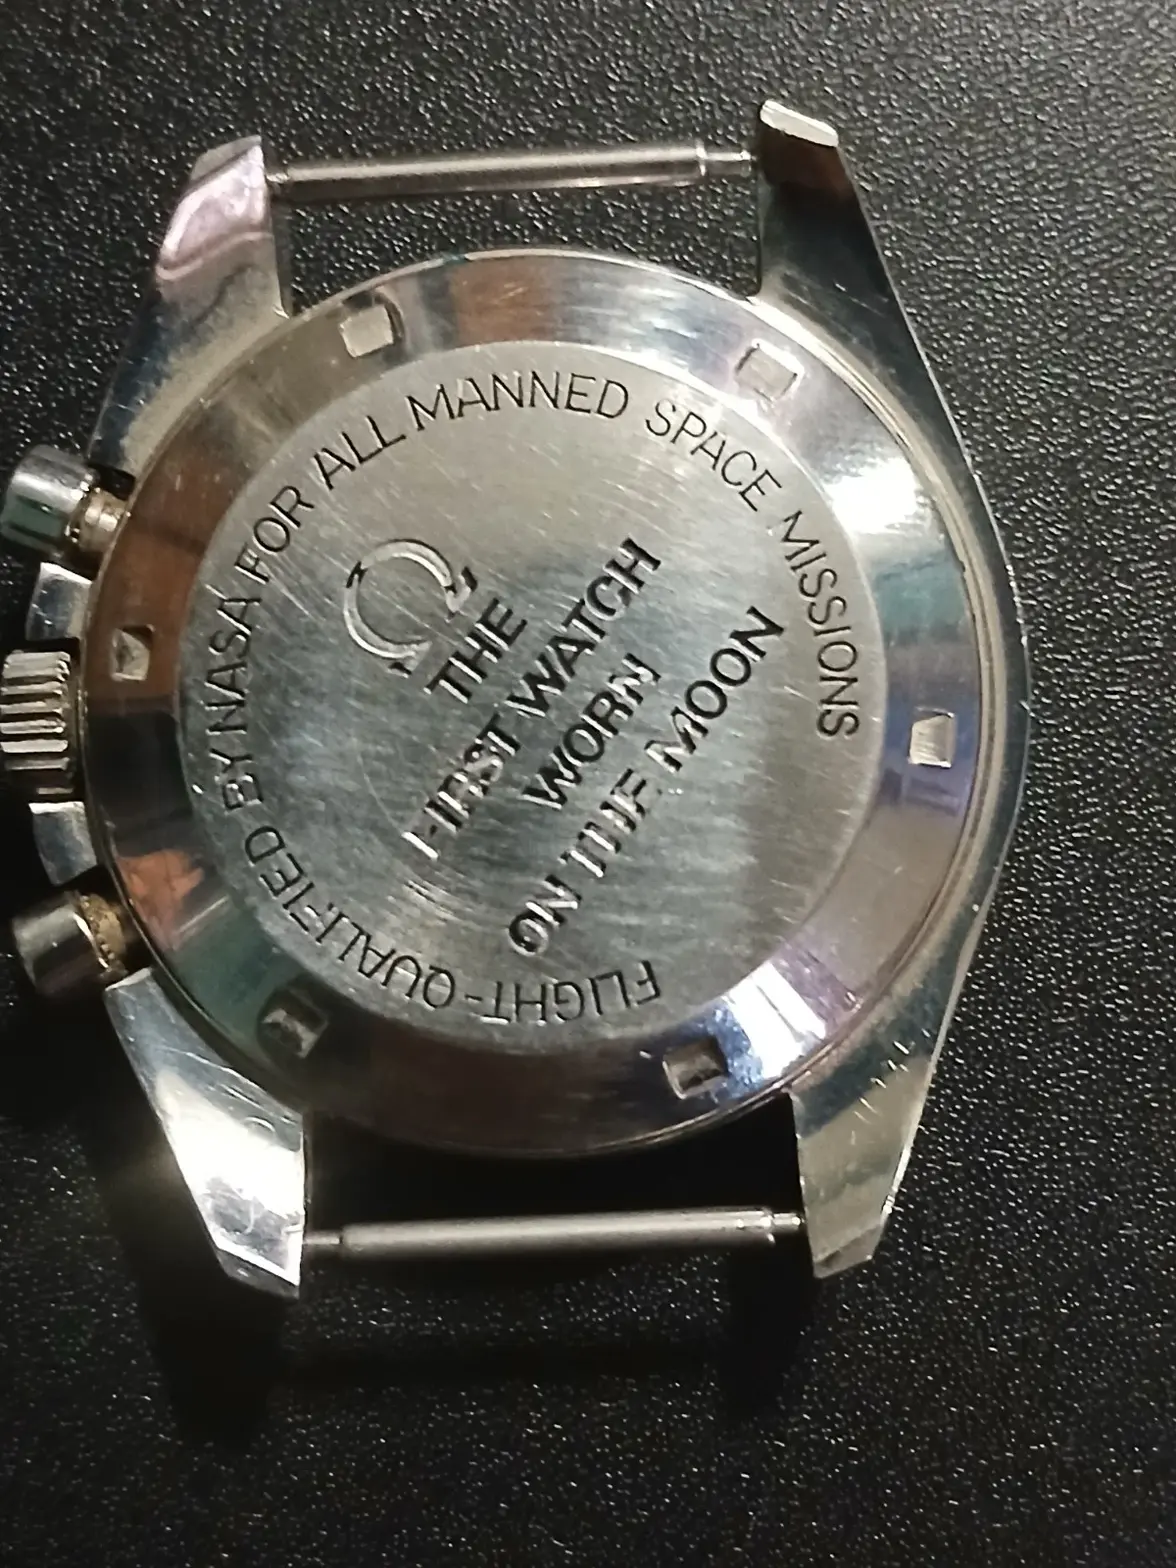 FLIGHT-QUALIFIED BY NASA FOR ALL MANNED SPACE MISSIONS
THE
FIRST WATCH
WORN
ON THE MOON